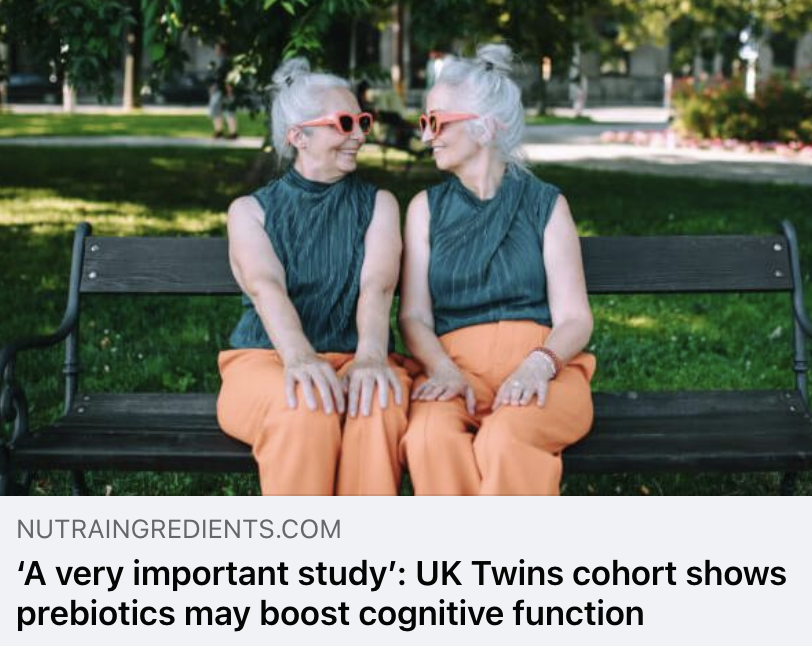 NUTRAINGREDIENTS.COM
‘A very important study’: UK Twins cohort shows
prebiotics may boost cognitive function